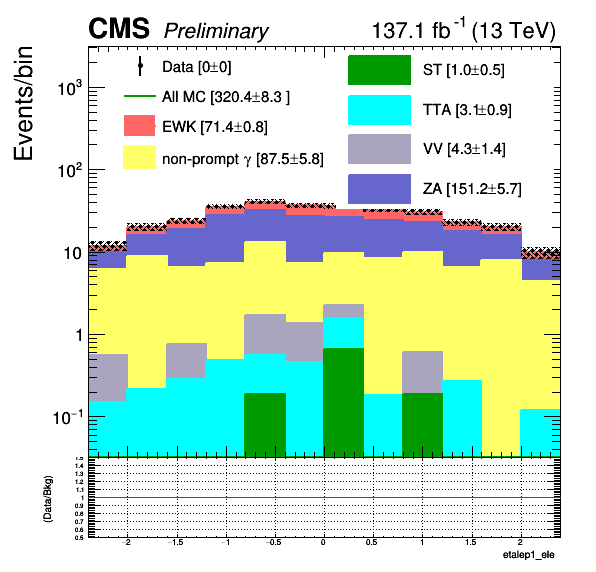 CMS Preliminary 137.1 fb⁻¹ (13 TeV)
Events/bin
Data [0±0]
All MC [320.4±8.3 ]
EWK [71.4±0.8]
non-prompt γ [87.5±5.8]
ST [1.0±0.5]
TTA [3.1±0.9]
VV [4.3±1.4]
ZA [151.2±5.7]
10³
10²
10
1
10⁻¹
(Data/Bkg)
1.5
1.4
1.3
1.2
1.1
1
0.9
0.8
0.7
0.6
0.5
−2 −1.5 −1 −0.5 0 0.5 1 1.5 2
etalep1_ele